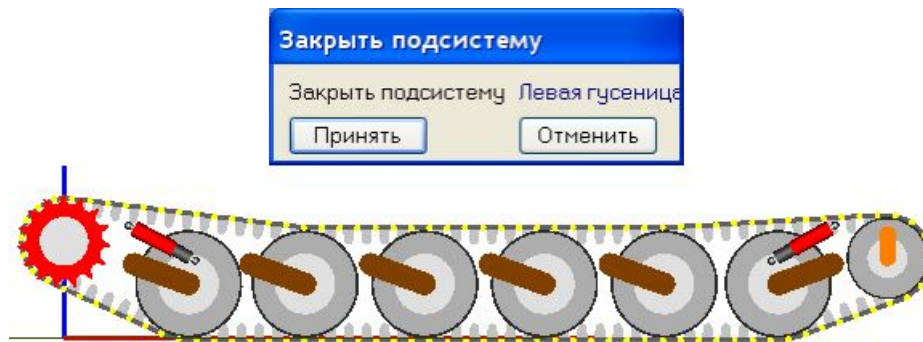 Закрыть подсистему
Закрыть подсистему Левая гусеница
Принять Отменить